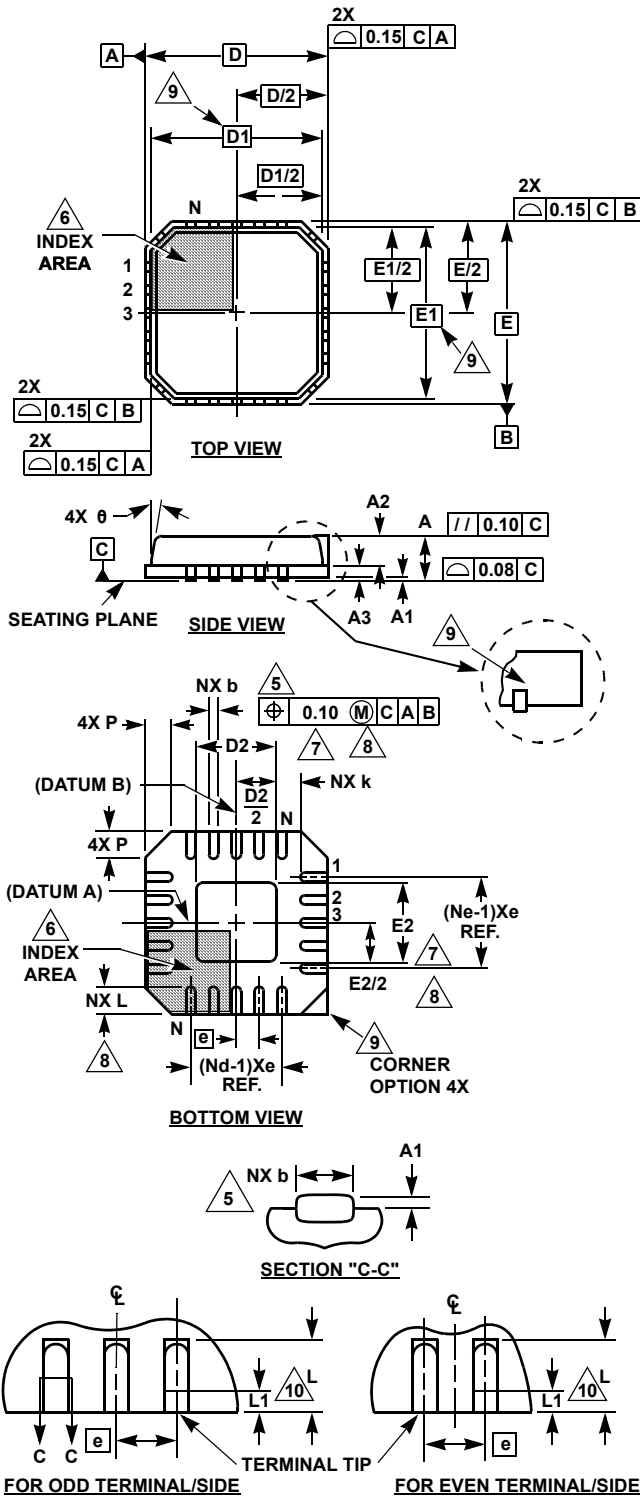 2X
⌓ 0.15 C A
A
D
D/2
9
D1
D1/2
2X
⌓ 0.15 C B
6
INDEX
AREA
N
1
2
3
E1/2
E/2
E1
E
9
2X
⌓ 0.15 C B
2X
⌓ 0.15 C A
B
TOP VIEW
4X θ
A2
A
// 0.10 C
C
⌓ 0.08 C
SEATING PLANE
A3
A1
SIDE VIEW
9
NX b
5
⌖ 0.10 Ⓜ C A B
4X P
D2
7
8
(DATUM B)
D2
2
NX k
N
4X P
1
(DATUM A)
2
3
(Ne-1)Xe
REF.
6
INDEX
AREA
E2
7
E2/2
8
NX L
N
e
8
(Nd-1)Xe
REF.
9
CORNER
OPTION 4X
BOTTOM VIEW
A1
NX b
5
SECTION "C-C"
℄
℄
L
10
L1
L
10
L1
C C
e
TERMINAL TIP
e
FOR ODD TERMINAL/SIDE
FOR EVEN TERMINAL/SIDE